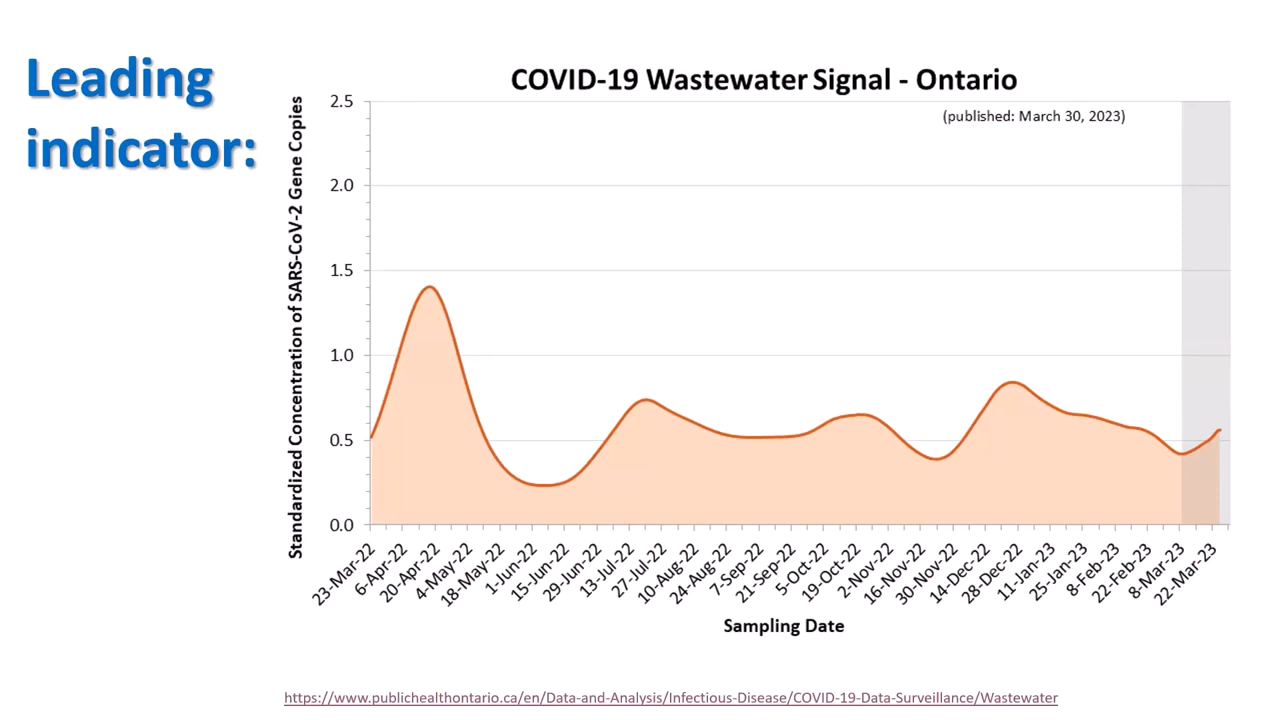 Leading
indicator:
COVID-19 Wastewater Signal - Ontario
(published: March 30, 2023)
Standardized Concentration of SARS-CoV-2 Gene Copies
2.5
2.0
1.5
1.0
0.5
0.0
23-Mar-22
6-Apr-22
20-Apr-22
4-May-22
18-May-22
1-Jun-22
15-Jun-22
29-Jun-22
13-Jul-22
27-Jul-22
10-Aug-22
24-Aug-22
7-Sep-22
21-Sep-22
5-Oct-22
19-Oct-22
2-Nov-22
16-Nov-22
30-Nov-22
14-Dec-22
28-Dec-22
11-Jan-23
25-Jan-23
8-Feb-23
22-Feb-23
8-Mar-23
22-Mar-23
Sampling Date
https://www.publichealthontario.ca/en/Data-and-Analysis/Infectious-Disease/COVID-19-Data-Surveillance/Wastewater